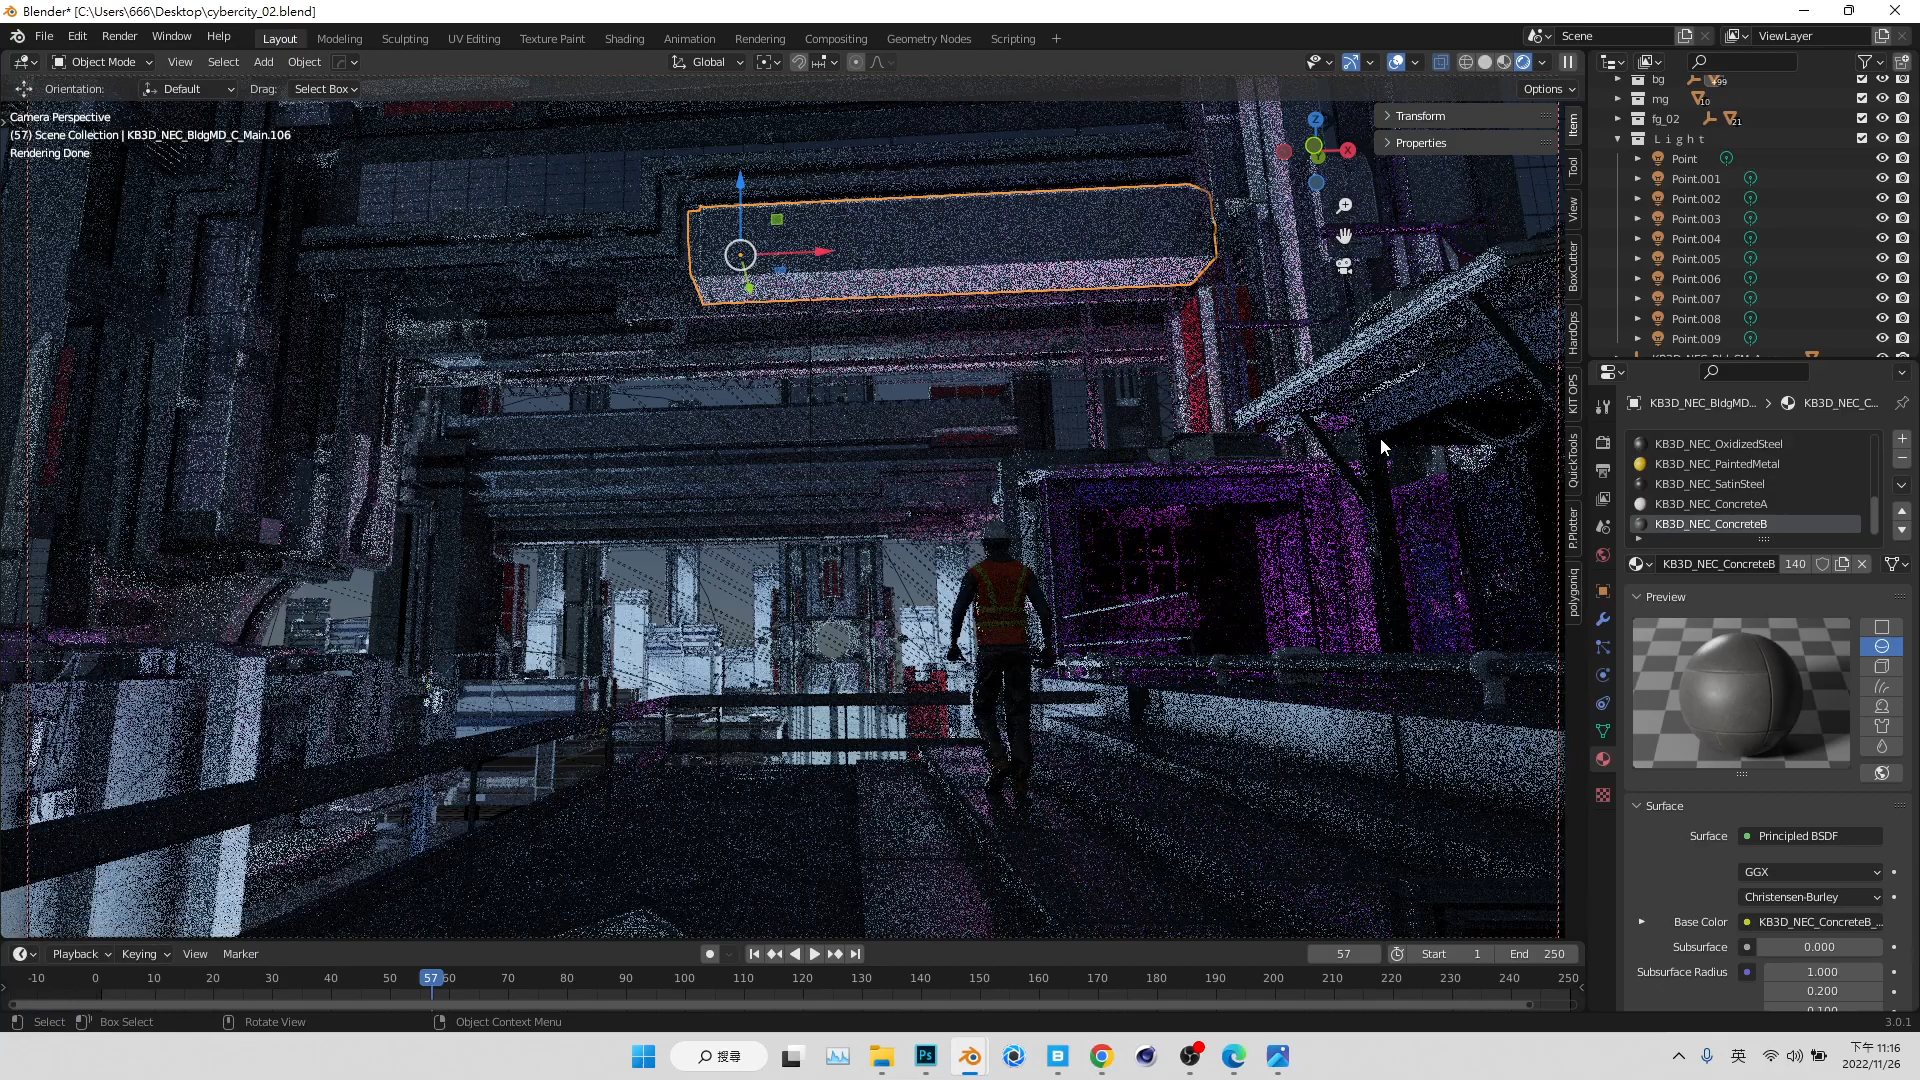 Blender* [C:\Users\666\Desktop\cybercity_02.blend]
File Edit Render Window Help Layout Modeling Sculpting UV Editing Texture Paint Shading Animation Rendering Compositing Geometry Nodes Scripting + Scene ViewLayer
Object Mode View Select Add Object Global
Orientation: Default Drag: Select Box Options
Camera Perspective
(57) Scene Collection | KB3D_NEC_BldgMD_C_Main.106
Rendering Done
Transform
Properties
Item
Tool
View
BoxCutter
HardOps
KIT OPS
QuickTools
P.Plotter
polygoniq
Z
X
Y
bg 499
mg 10
fg_02 21
Light
Point
Point.001
Point.002
Point.003
Point.004
Point.005
Point.006
Point.007
Point.008
Point.009
KB3D_NEC_BldgMD... KB3D_NEC_C...
KB3D_NEC_OxidizedSteel
KB3D_NEC_PaintedMetal
KB3D_NEC_SatinSteel
KB3D_NEC_ConcreteA
KB3D_NEC_ConcreteB
KB3D_NEC_ConcreteB 140
Preview
Surface
Surface Principled BSDF
GGX
Christensen-Burley
Base Color KB3D_NEC_ConcreteB_...
Subsurface 0.000
Subsurface Radius 1.000
0.200
0.100
Playback Keying View Marker 57 Start 1 End 250
-10 0 10 20 30 40 50 57 60 70 80 90 100 110 120 130 140 150 160 170 180 190 200 210 220 230 240 250
Select Box Select Rotate View Object Context Menu 3.0.1
搜尋 Ps B 英 下午 11:16
2022/11/26